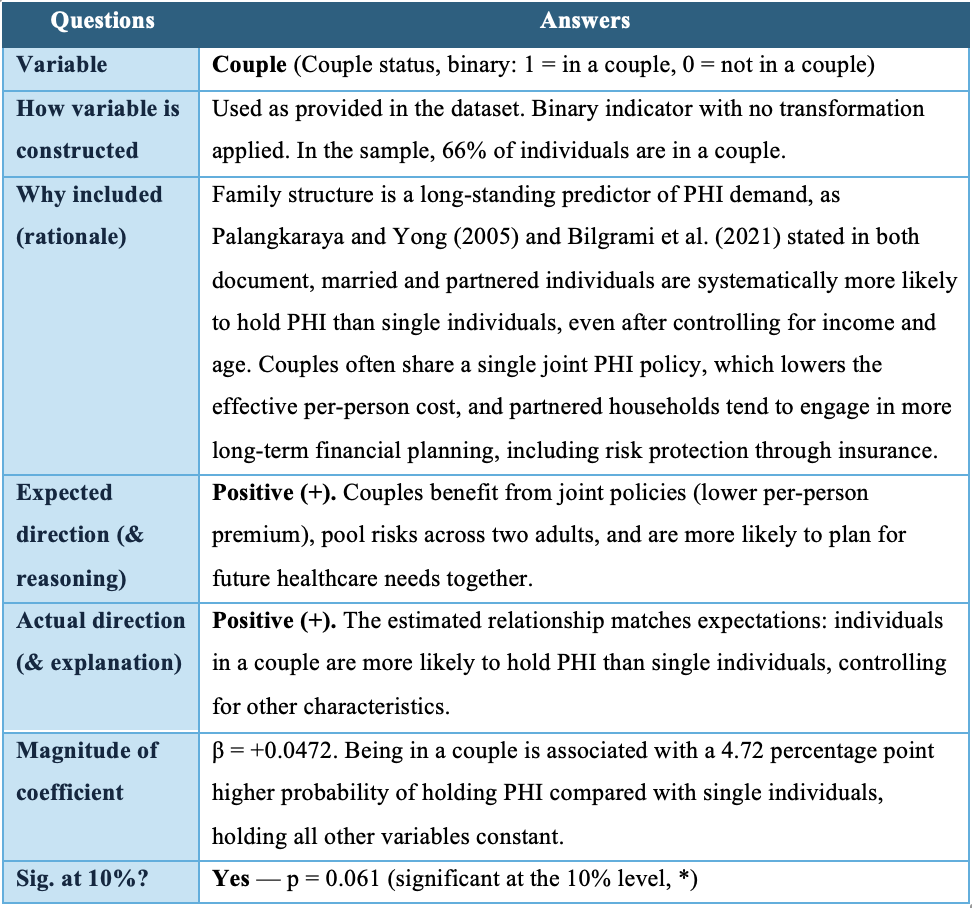 Questions
Answers
Variable
Couple (Couple status, binary: 1 = in a couple, 0 = not in a couple)
How variable is
constructed
Used as provided in the dataset. Binary indicator with no transformation
applied. In the sample, 66% of individuals are in a couple.
Why included
(rationale)
Family structure is a long-standing predictor of PHI demand, as
Palangkaraya and Yong (2005) and Bilgrami et al. (2021) stated in both
document, married and partnered individuals are systematically more likely
to hold PHI than single individuals, even after controlling for income and
age. Couples often share a single joint PHI policy, which lowers the
effective per-person cost, and partnered households tend to engage in more
long-term financial planning, including risk protection through insurance.
Expected
direction (&
reasoning)
Positive (+). Couples benefit from joint policies (lower per-person
premium), pool risks across two adults, and are more likely to plan for
future healthcare needs together.
Actual direction
(& explanation)
Positive (+). The estimated relationship matches expectations: individuals
in a couple are more likely to hold PHI than single individuals, controlling
for other characteristics.
Magnitude of
coefficient
β = +0.0472. Being in a couple is associated with a 4.72 percentage point
higher probability of holding PHI compared with single individuals,
holding all other variables constant.
Sig. at 10%?
Yes — p = 0.061 (significant at the 10% level, *)